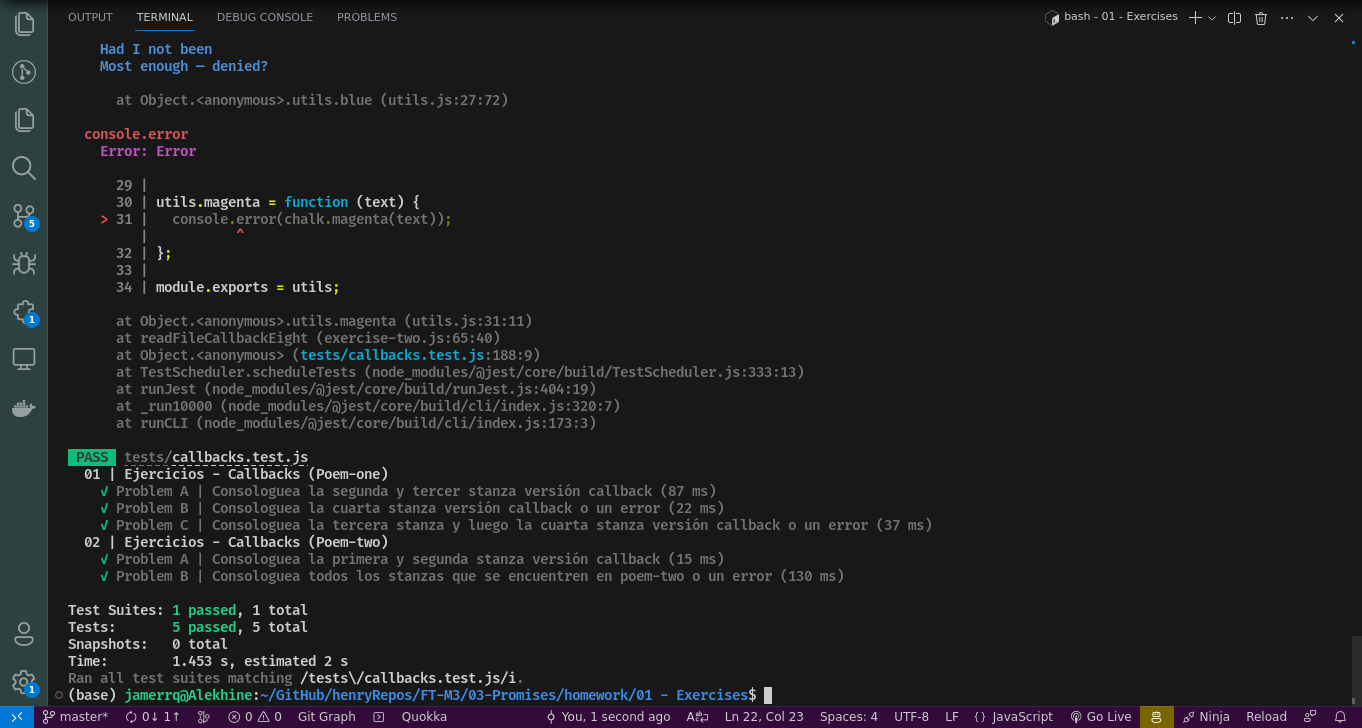 OUTPUT TERMINAL DEBUG CONSOLE PROBLEMS bash - 01 - Exercises
Had I not been
Most enough — denied?
at Object.<anonymous>.utils.blue (utils.js:27:72)
console.error
Error: Error
29 |
30 | utils.magenta = function (text) {
> 31 | console.error(chalk.magenta(text));
| ^
32 | };
33 |
34 | module.exports = utils;
at Object.<anonymous>.utils.magenta (utils.js:31:11)
at readFileCallbackEight (exercise-two.js:65:40)
at Object.<anonymous> (tests/callbacks.test.js:188:9)
at TestScheduler.scheduleTests (node_modules/@jest/core/build/TestScheduler.js:333:13)
at runJest (node_modules/@jest/core/build/runJest.js:404:19)
at _run10000 (node_modules/@jest/core/build/cli/index.js:320:7)
at runCLI (node_modules/@jest/core/build/cli/index.js:173:3)
PASS tests/callbacks.test.js
01 | Ejercicios - Callbacks (Poem-one)
√ Problem A | Consologuea la segunda y tercer stanza versión callback (87 ms)
√ Problem B | Consologuea la cuarta stanza versión callback o un error (22 ms)
√ Problem C | Consologuea la tercera stanza y luego la cuarta stanza versión callback o un error (37 ms)
02 | Ejercicios - Callbacks (Poem-two)
√ Problem A | Consologuea la primera y segunda stanza versión callback (15 ms)
√ Problem B | Consologuea todos los stanzas que se encuentren en poem-two o un error (130 ms)
Test Suites: 1 passed, 1 total
Tests: 5 passed, 5 total
Snapshots: 0 total
Time: 1.453 s, estimated 2 s
Ran all test suites matching /tests\/callbacks.test.js/i.
(base) jamerrq@Alekhine:~/GitHub/henryRepos/FT-M3/03-Promises/homework/01 - Exercises$
5
1
1
master* 0↓ 1↑ 0 0 Git Graph Quokka You, 1 second ago Ln 22, Col 23 Spaces: 4 UTF-8 LF {} JavaScript Go Live Ninja Reload